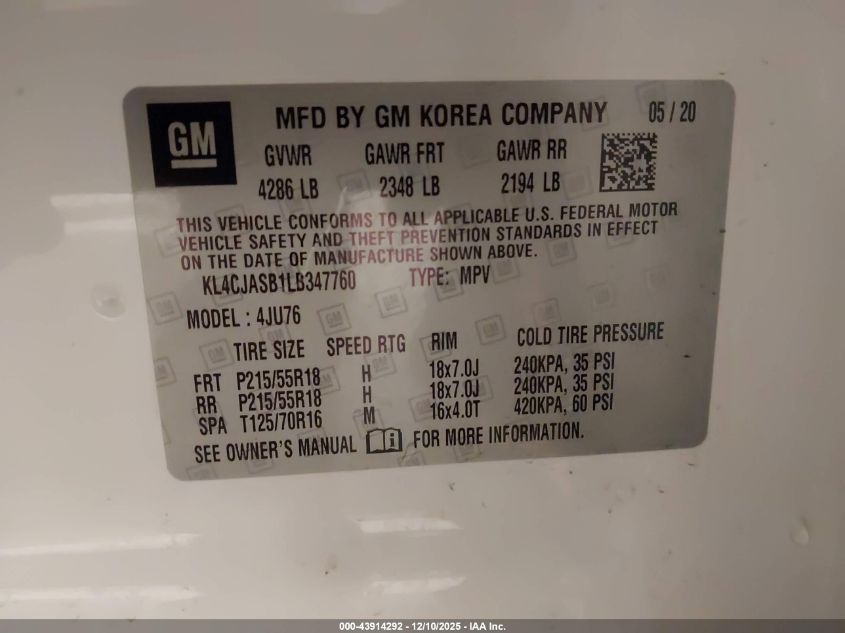 GM
MFD BY GM KOREA COMPANY 05 / 20
GVWR GAWR FRT GAWR RR
4286 LB 2348 LB 2194 LB
THIS VEHICLE CONFORMS TO ALL APPLICABLE U.S. FEDERAL MOTOR
VEHICLE SAFETY AND THEFT PREVENTION STANDARDS IN EFFECT
ON THE DATE OF MANUFACTURE SHOWN ABOVE.
KL4CJASB1LB347760 TYPE: MPV
MODEL : 4JU76
TIRE SIZE SPEED RTG RIM COLD TIRE PRESSURE
FRT P215/55R18 H 18x7.0J 240KPA, 35 PSI
RR P215/55R18 H 18x7.0J 240KPA, 35 PSI
SPA T125/70R16 M 16x4.0T 420KPA, 60 PSI
SEE OWNER'S MANUAL FOR MORE INFORMATION.
000-43914292 - 12/10/2025 - IAA Inc.